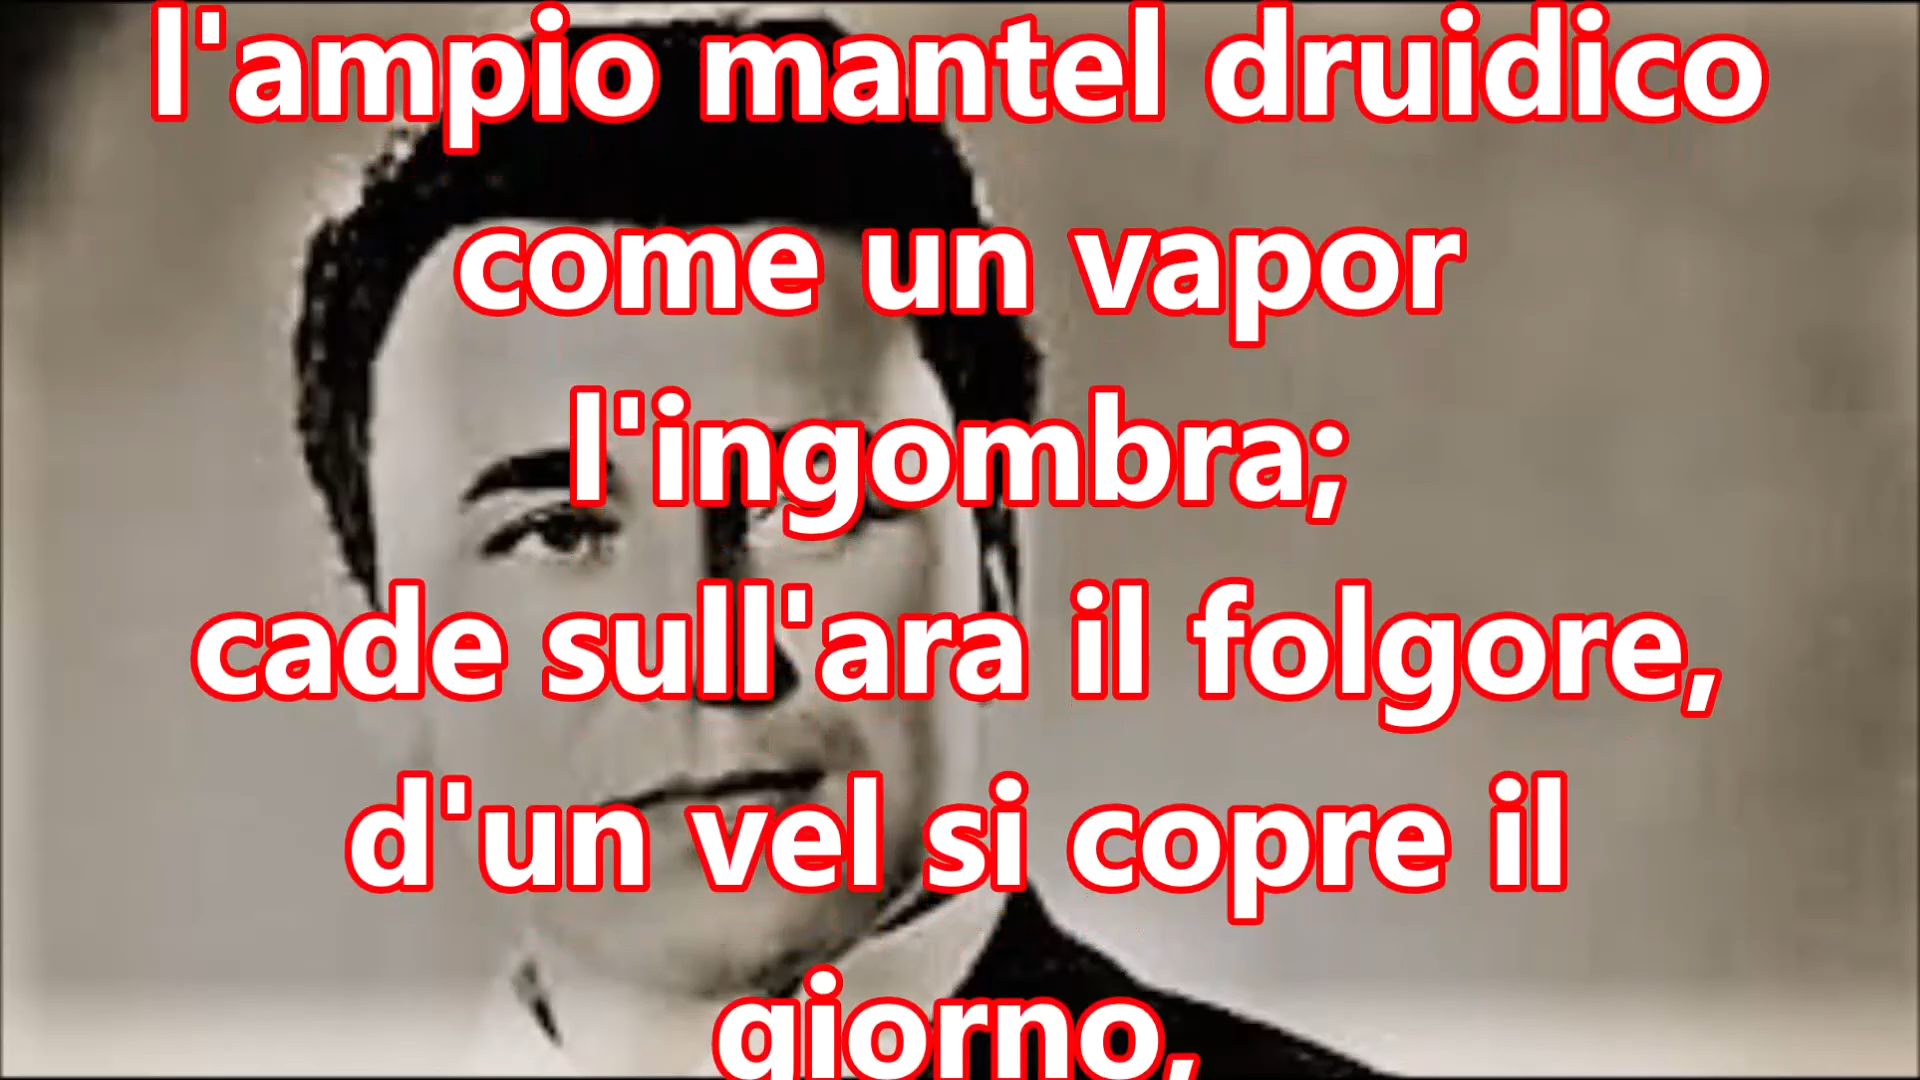 l'ampio mantel druidico
come un vapor
l'ingombra;
cade sull'ara il folgore,
d'un vel si copre il
giorno,